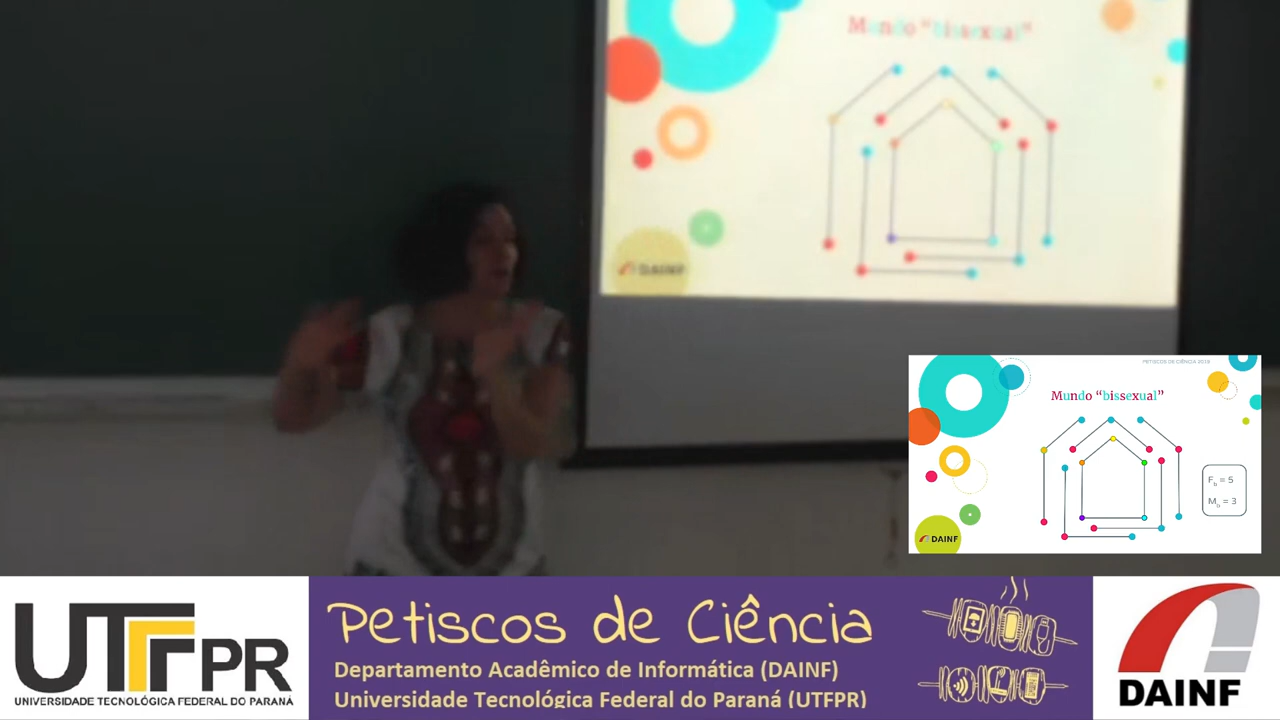 Mundo "bissexual"
DAINF
PETISCOS DE CIÊNCIA 2018
Mundo "bissexual"
F_b = 5
M_b = 3
DAINF
UTFPR
UNIVERSIDADE TECNOLÓGICA FEDERAL DO PARANÁ
Petiscos de Ciência
Departamento Acadêmico de Informática (DAINF)
Universidade Tecnológica Federal do Paraná (UTFPR)
DAINF